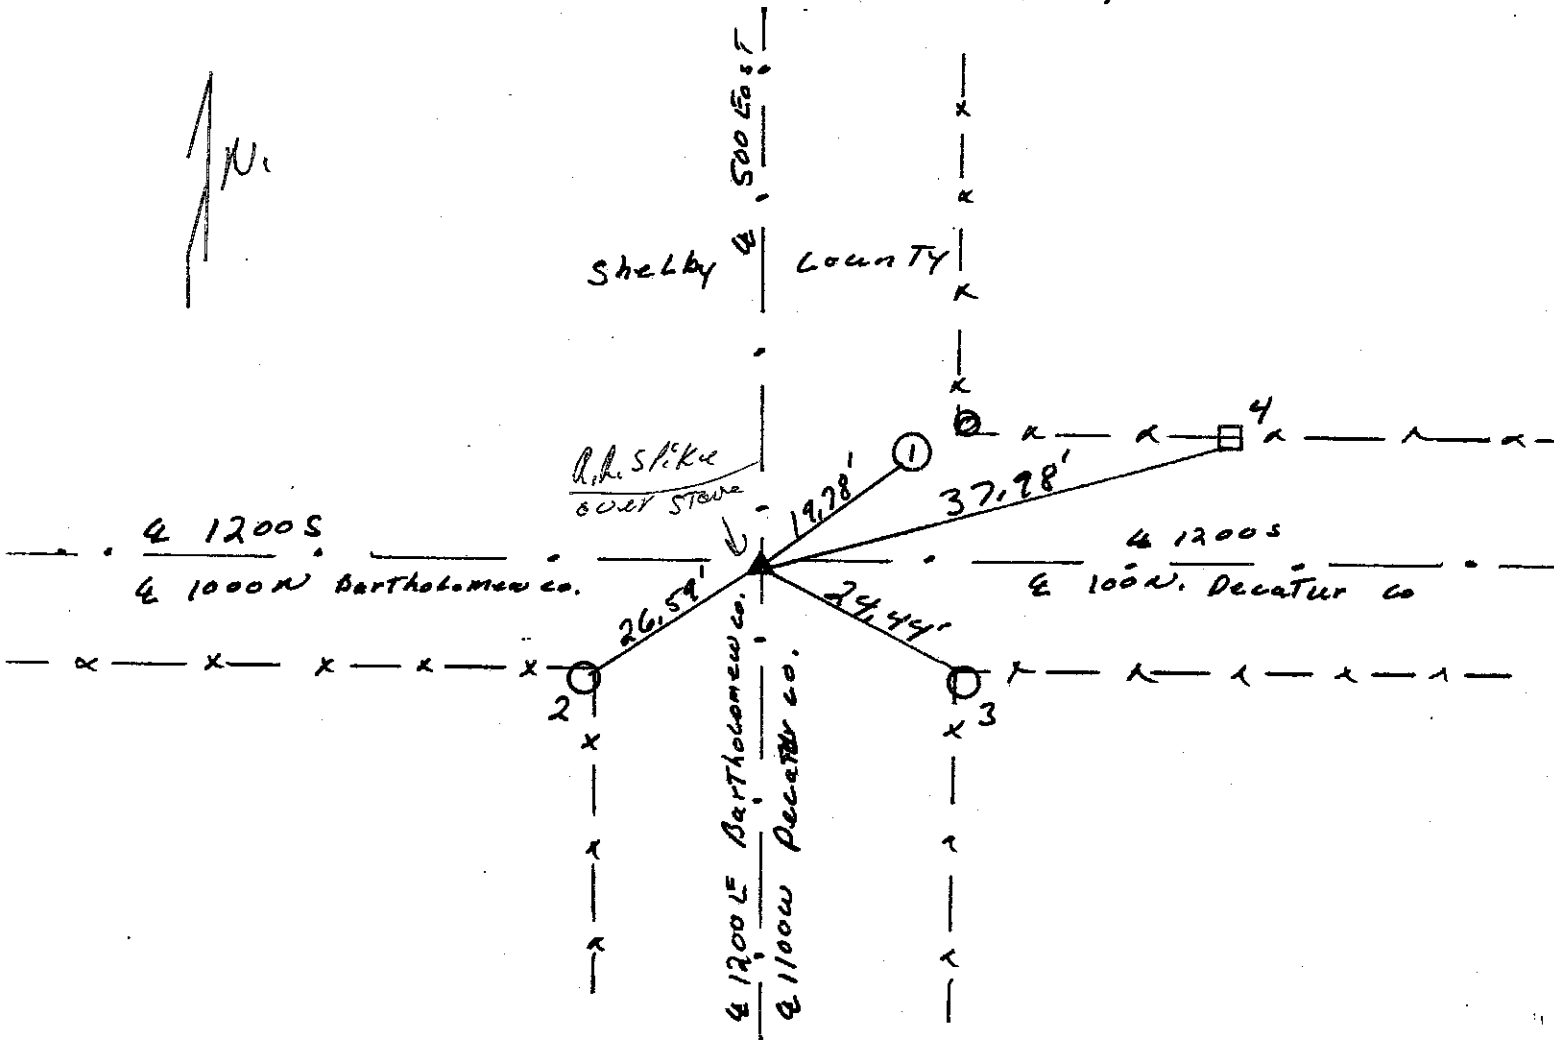 N.
℄ 500 East
Shelby County
R.R. Spike
over stone
1
4
19.78'
37.98'
℄ 1200 S
℄ 1000 N Bartholomew co.
℄ 1200 S
℄ 100 N. Decatur co
26.59'
24.44'
2
3
℄ 1200 E Bartholomew co.
℄ 1100 W Decatur co.